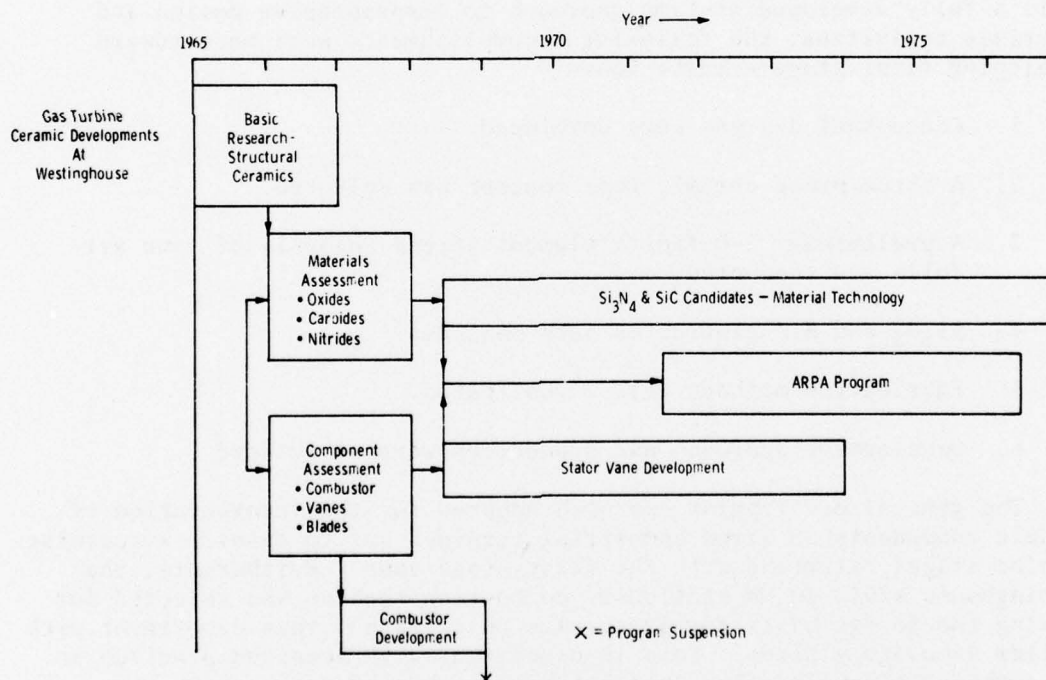 Year
1965 1970 1975
Gas Turbine
Ceramic Developments
At
Westinghouse
Basic
Research-
Structural
Ceramics
Materials
Assessment
• Oxides
• Carbides
• Nitrides
Si3N4 & SiC Candidates – Material Technology
ARPA Program
Component
Assessment
• Combustor
• Vanes
• Blades
Stator Vane Development
Combustor
Development
X = Program Suspension